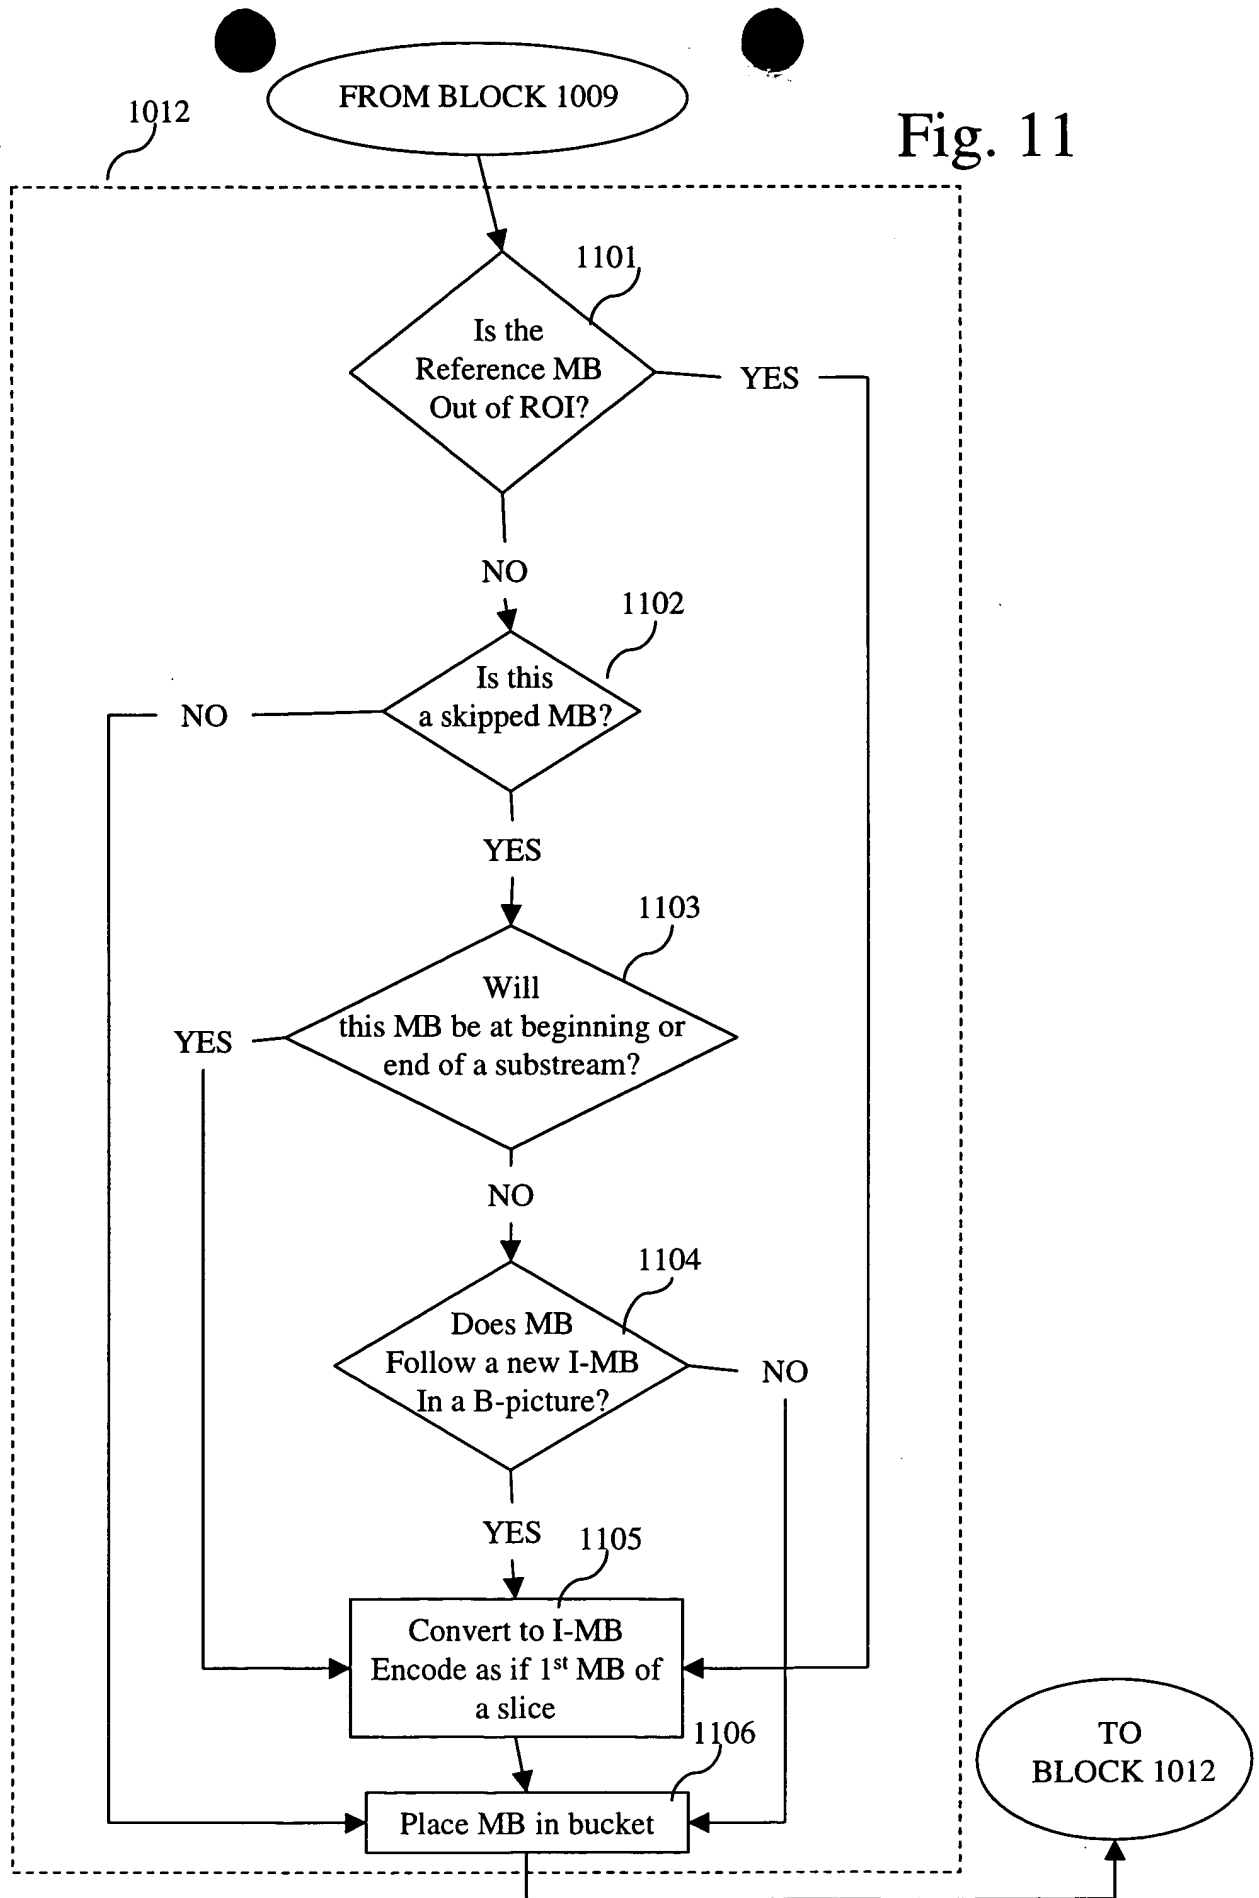 FROM BLOCK 1009
1012
Fig. 11
1101
Is the
Reference MB
Out of ROI?
YES
NO
1102
Is this
a skipped MB?
NO
YES
1103
Will
this MB be at beginning or
end of a substream?
YES
NO
1104
Does MB
Follow a new I-MB
In a B-picture?
NO
YES
1105
Convert to I-MB
Encode as if 1st MB of
a slice
1106
Place MB in bucket
TO
BLOCK 1012